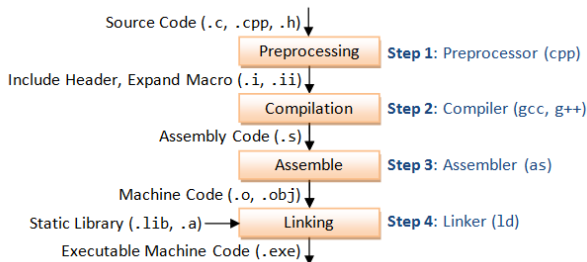 Source Code (.c, .cpp, .h)
Preprocessing
Step 1: Preprocessor (cpp)
Include Header, Expand Macro (.i, .ii)
Compilation
Step 2: Compiler (gcc, g++)
Assembly Code (.s)
Assemble
Step 3: Assembler (as)
Machine Code (.o, .obj)
Static Library (.lib, .a)
Linking
Step 4: Linker (ld)
Executable Machine Code (.exe)